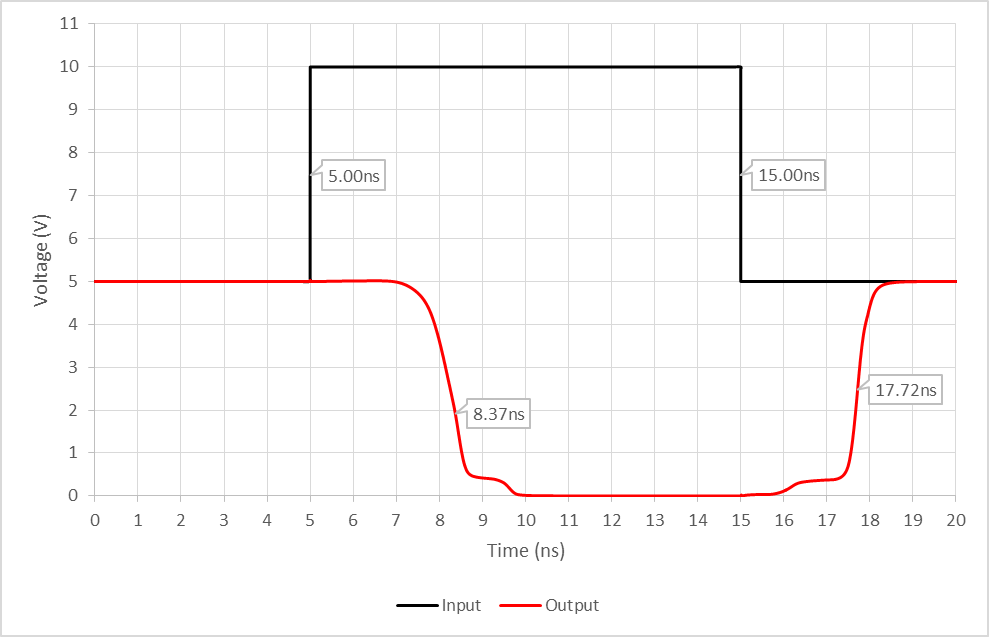 11
10
9
8
7
6
5
4
3
2
1
0
Voltage (V)
5.00ns
15.00ns
8.37ns
17.72ns
0 1 2 3 4 5 6 7 8 9 10 11 12 13 14 15 16 17 18 19 20
Time (ns)
Input Output